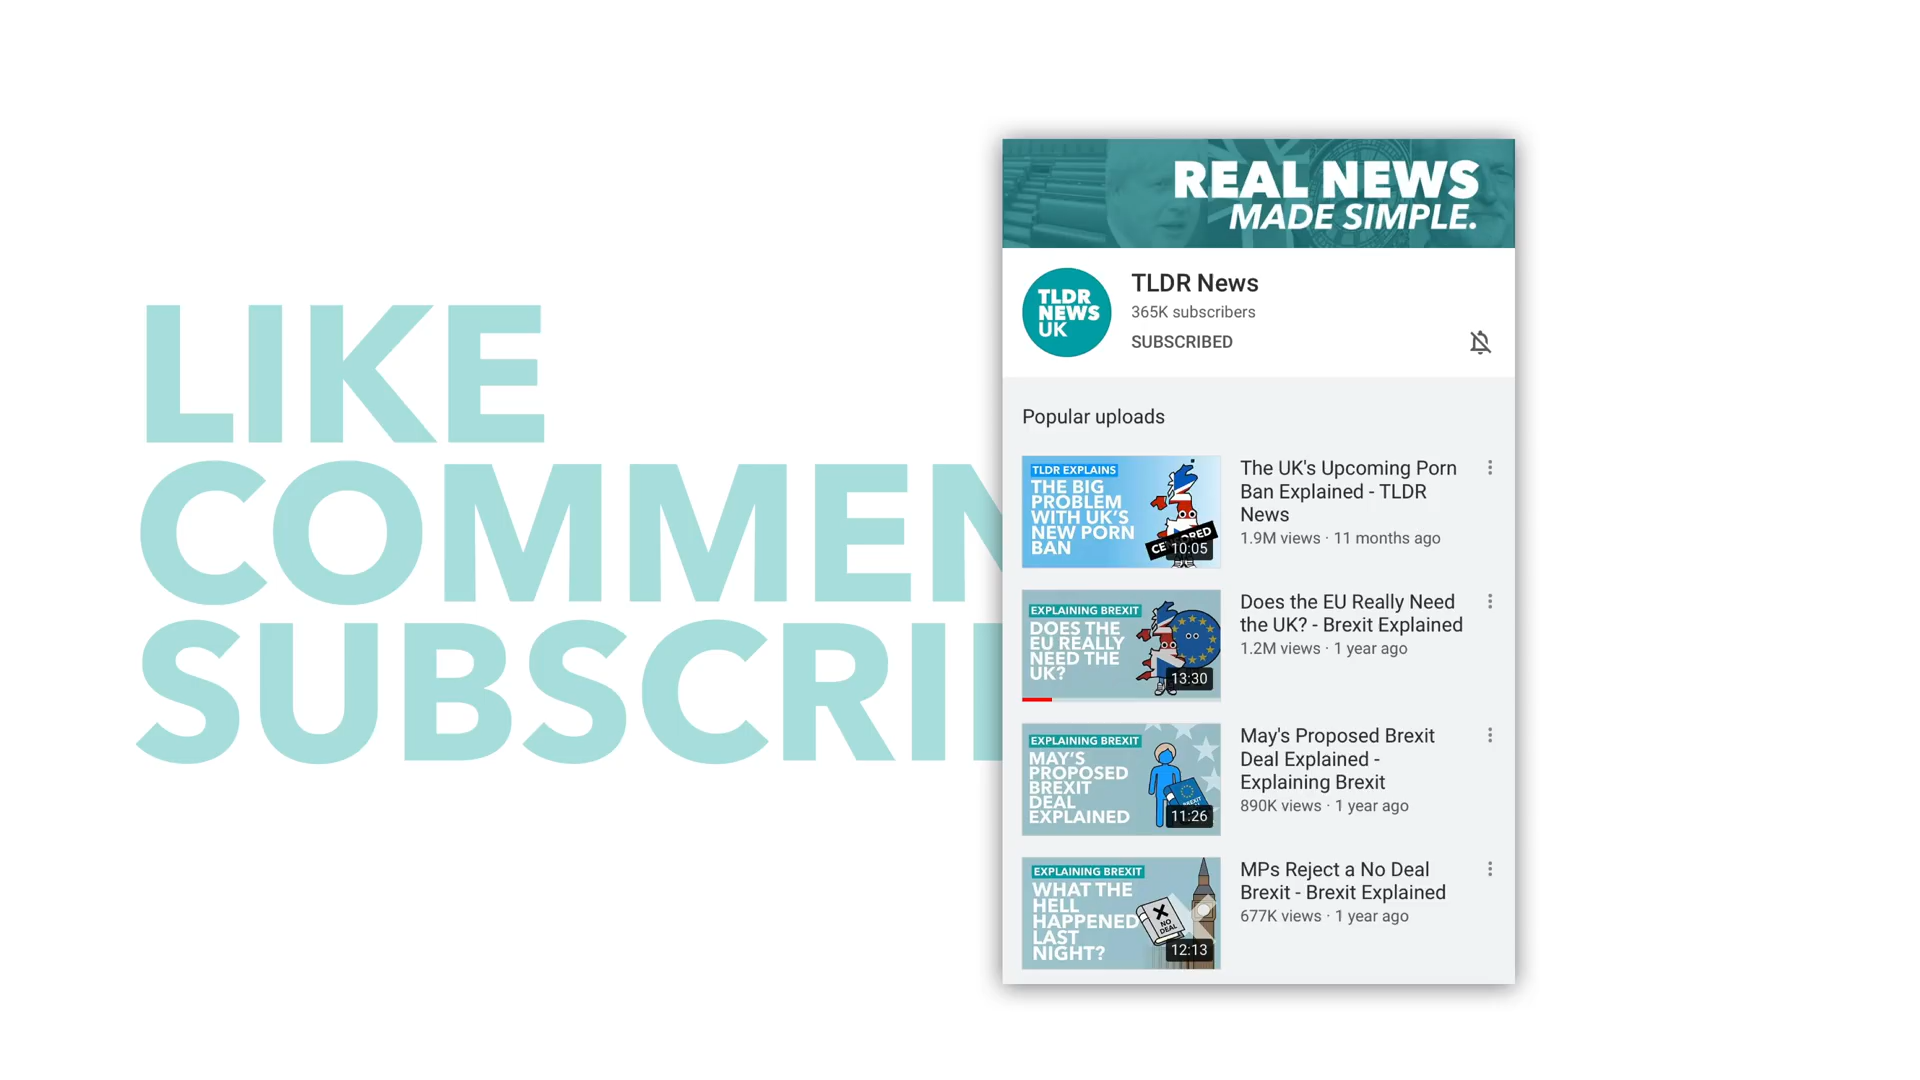 LIKE
COMMEN
SUBSCRI
REAL NEWS
MADE SIMPLE.
TLDR
NEWS
UK
TLDR News
365K subscribers
SUBSCRIBED
Popular uploads
TLDR EXPLAINS
THE BIG
PROBLEM
WITH UK'S
NEW PORN
BAN
CENSORED
10:05
The UK's Upcoming Porn
Ban Explained - TLDR
News
1.9M views · 11 months ago
EXPLAINING BREXIT
DOES THE
EU REALLY
NEED THE
UK?
13:30
Does the EU Really Need
the UK? - Brexit Explained
1.2M views · 1 year ago
EXPLAINING BREXIT
MAY'S
PROPOSED
BREXIT
DEAL
EXPLAINED
BREXIT
11:26
May's Proposed Brexit
Deal Explained -
Explaining Brexit
890K views · 1 year ago
EXPLAINING BREXIT
WHAT THE
HELL
HAPPENED
LAST
NIGHT?
NO
DEAL
12:13
MPs Reject a No Deal
Brexit - Brexit Explained
677K views · 1 year ago